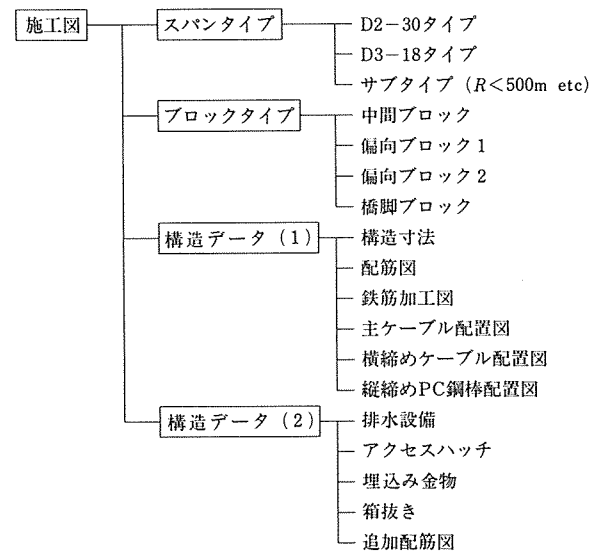 施工図
スパンタイプ
D2-30タイプ
D3-18タイプ
サブタイプ (R<500m etc)
ブロックタイプ
中間ブロック
偏向ブロック1
偏向ブロック2
橋脚ブロック
構造データ (1)
構造寸法
配筋図
鉄筋加工図
主ケーブル配置図
横締めケーブル配置図
縦締めPC鋼棒配置図
構造データ (2)
排水設備
アクセスハッチ
埋込み金物
箱抜き
追加配筋図